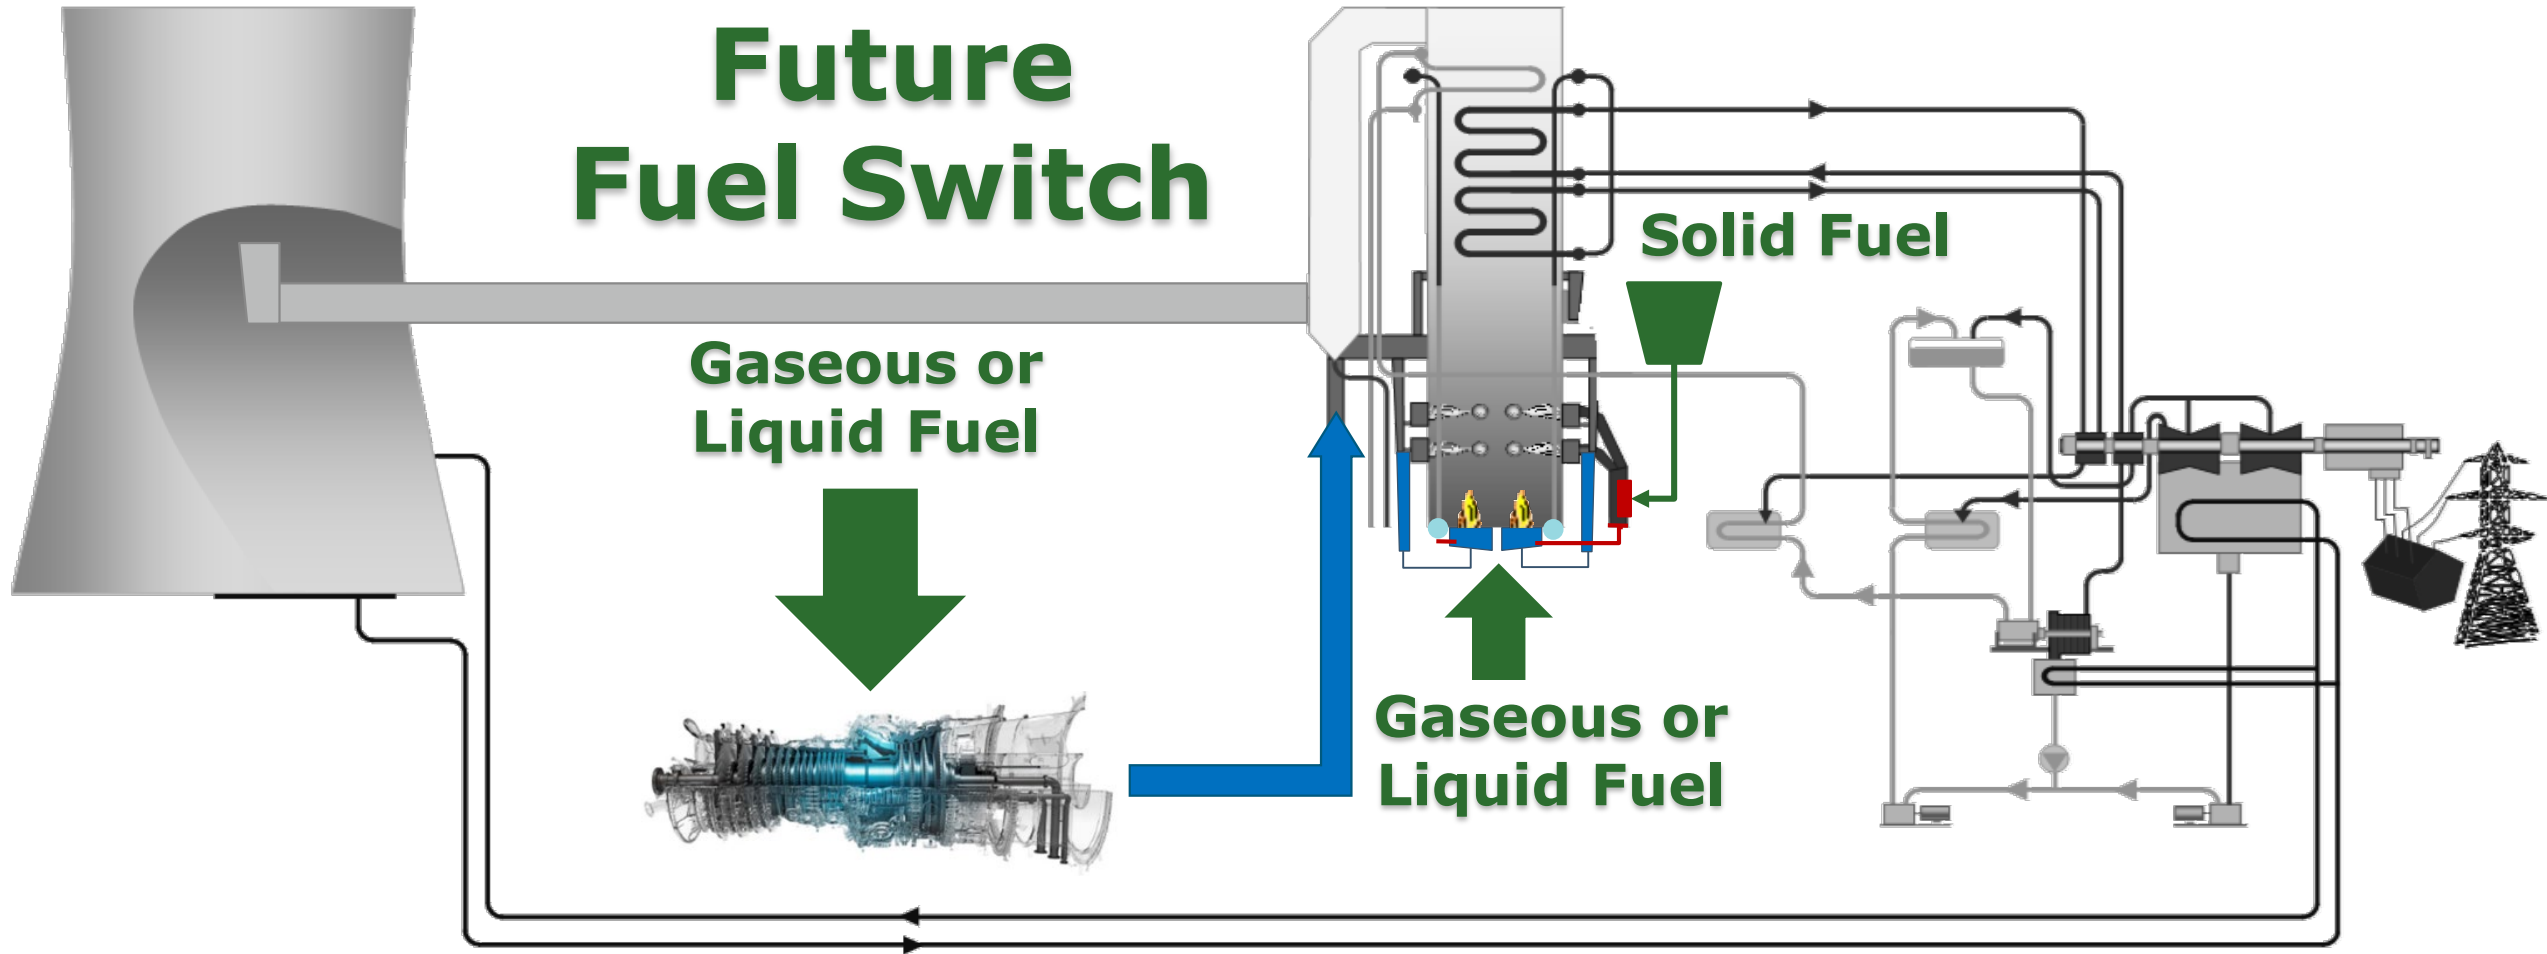 Future
Fuel Switch
Solid Fuel
Gaseous or
Liquid Fuel
Gaseous or
Liquid Fuel